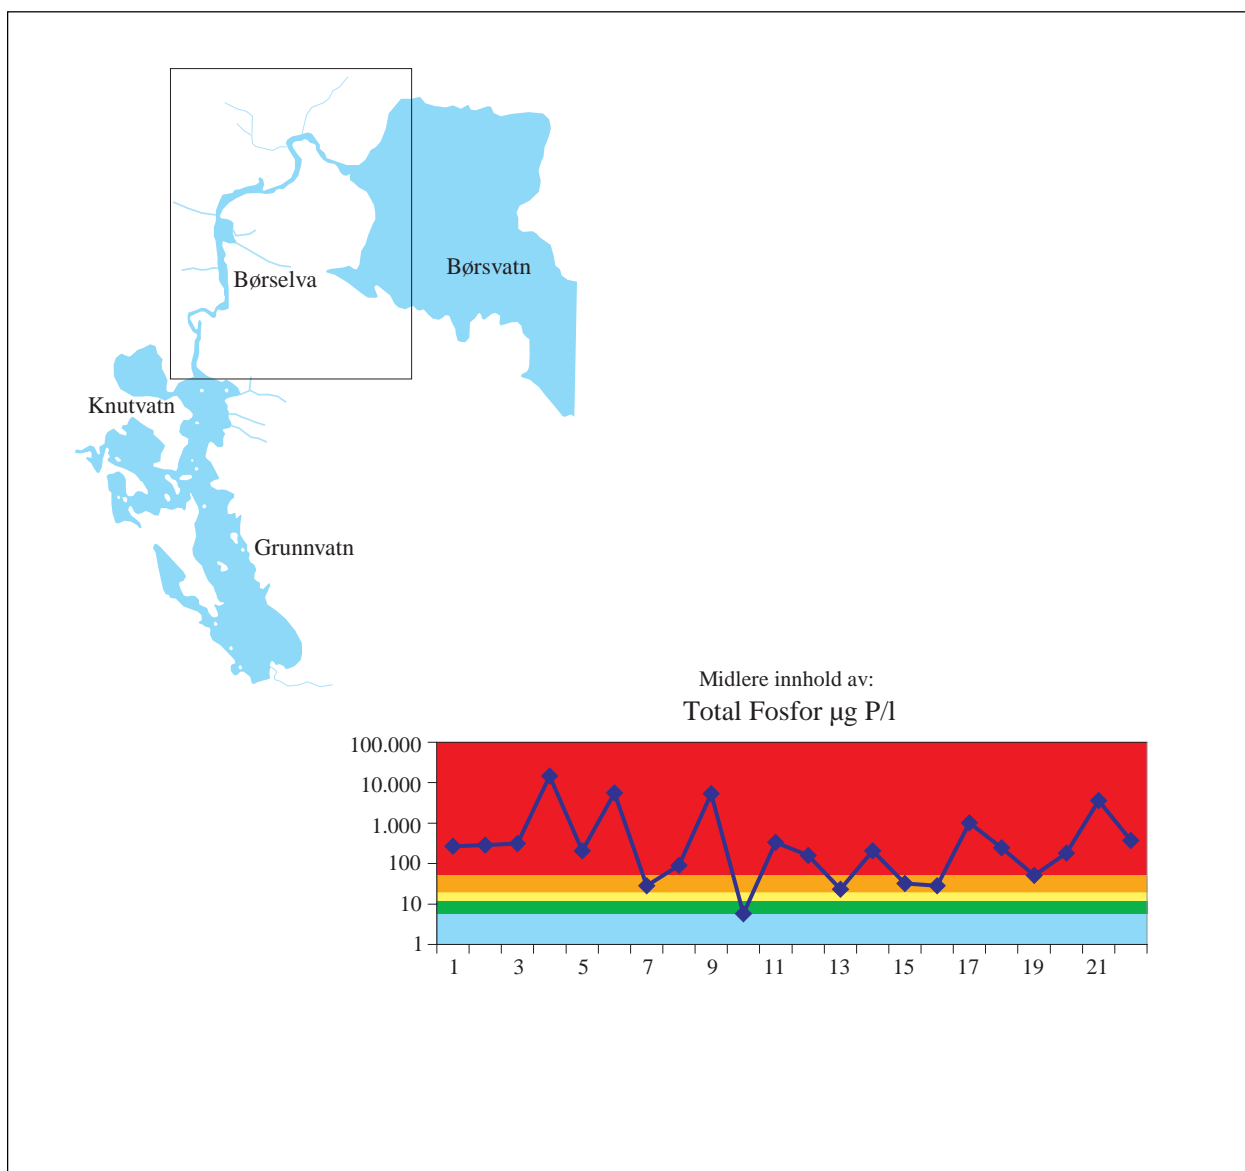 Børselva
Børsvatn
Knutvatn
Grunnvatn
Midlere innhold av:
Total Fosfor µg P/l
100.000
10.000
1.000
100
10
1
1 3 5 7 9 11 13 15 17 19 21